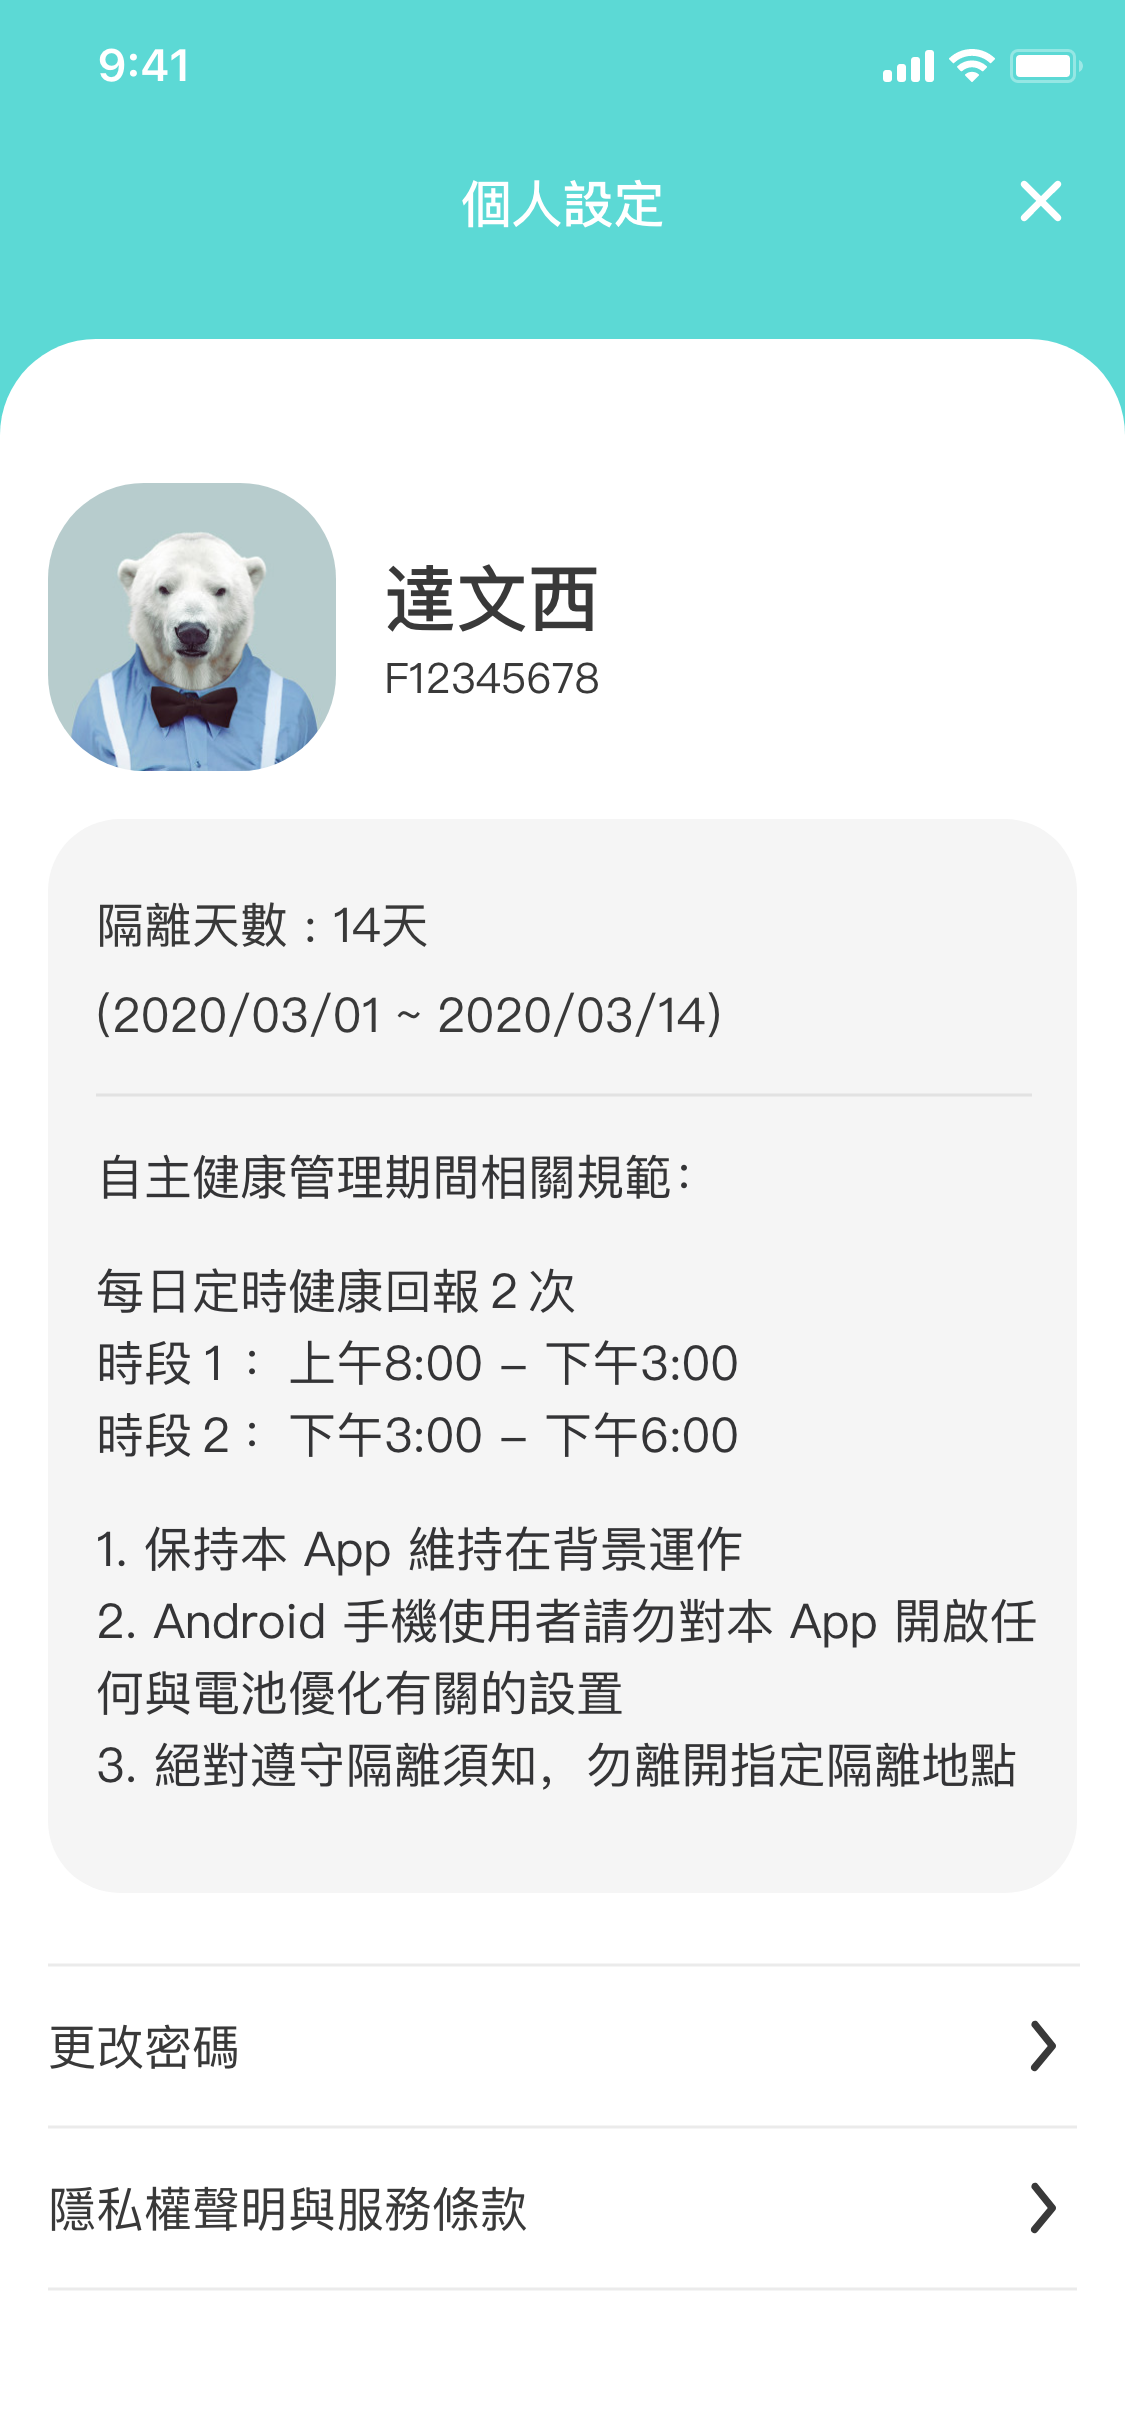 9:41
個人設定
達文西
F12345678
隔離天數：14天
(2020/03/01 ~ 2020/03/14)
自主健康管理期間相關規範：
每日定時健康回報 2 次
時段 1 ： 上午8:00 – 下午3:00
時段 2 ： 下午3:00 – 下午6:00
1. 保持本 App 維持在背景運作
2. Android 手機使用者請勿對本 App 開啟任
何與電池優化有關的設置
3. 絕對遵守隔離須知，勿離開指定隔離地點
更改密碼
隱私權聲明與服務條款